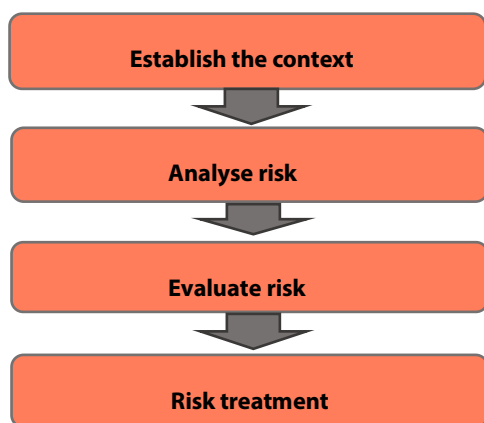 Establish the context
Analyse risk
Evaluate risk
Risk treatment